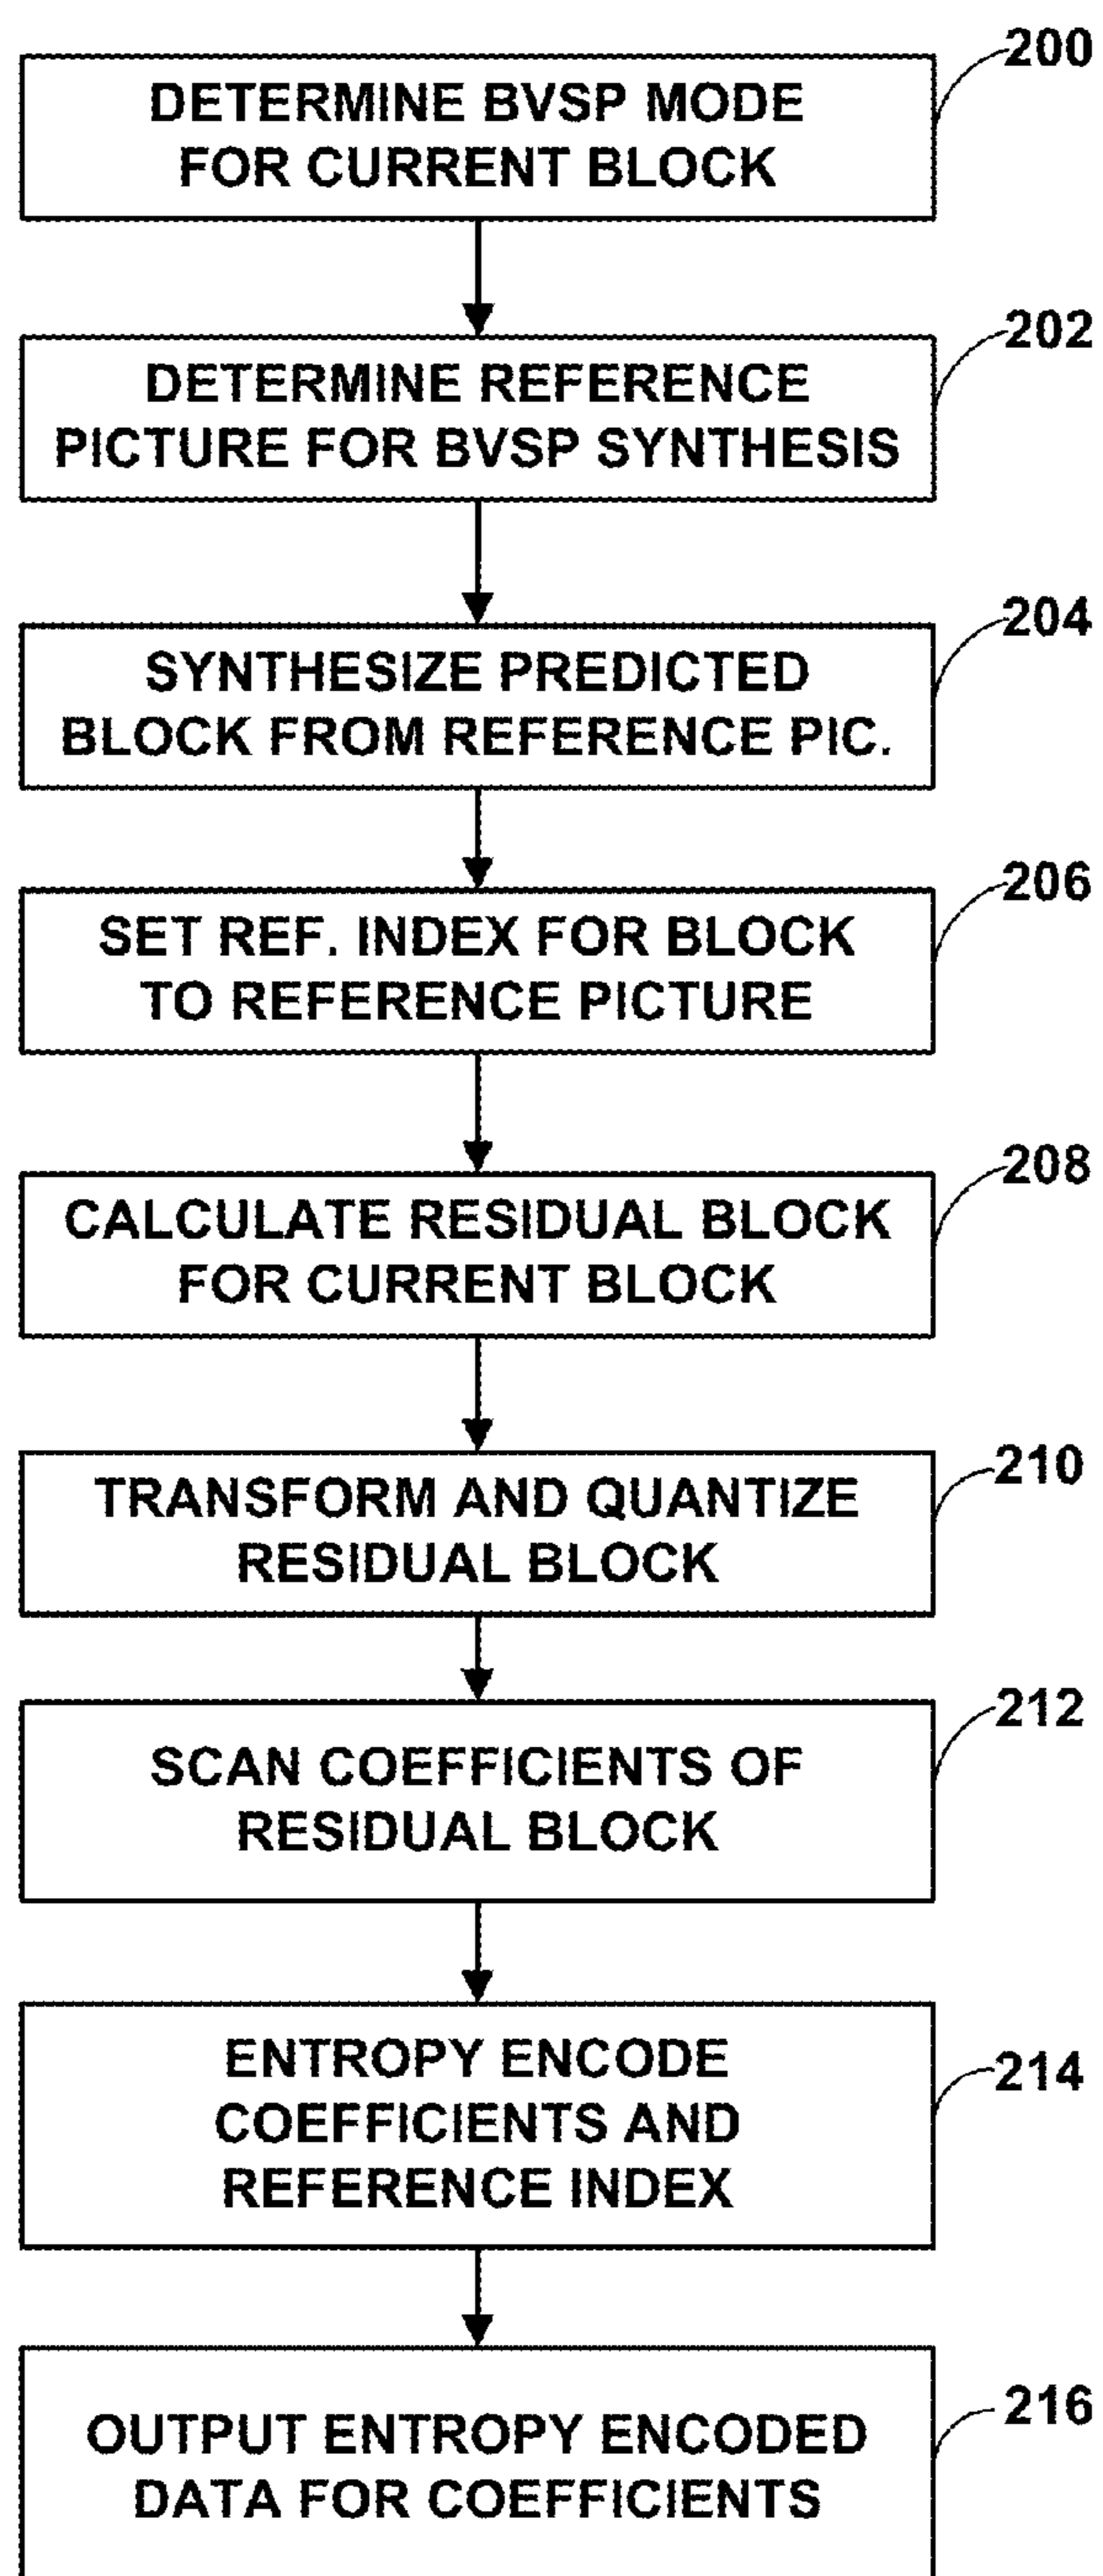 200
DETERMINE BVSP MODE
FOR CURRENT BLOCK
202
DETERMINE REFERENCE
PICTURE FOR BVSP SYNTHESIS
204
SYNTHESIZE PREDICTED
BLOCK FROM REFERENCE PIC.
206
SET REF. INDEX FOR BLOCK
TO REFERENCE PICTURE
208
CALCULATE RESIDUAL BLOCK
FOR CURRENT BLOCK
210
TRANSFORM AND QUANTIZE
RESIDUAL BLOCK
212
SCAN COEFFICIENTS OF
RESIDUAL BLOCK
214
ENTROPY ENCODE
COEFFICIENTS AND
REFERENCE INDEX
216
OUTPUT ENTROPY ENCODED
DATA FOR COEFFICIENTS